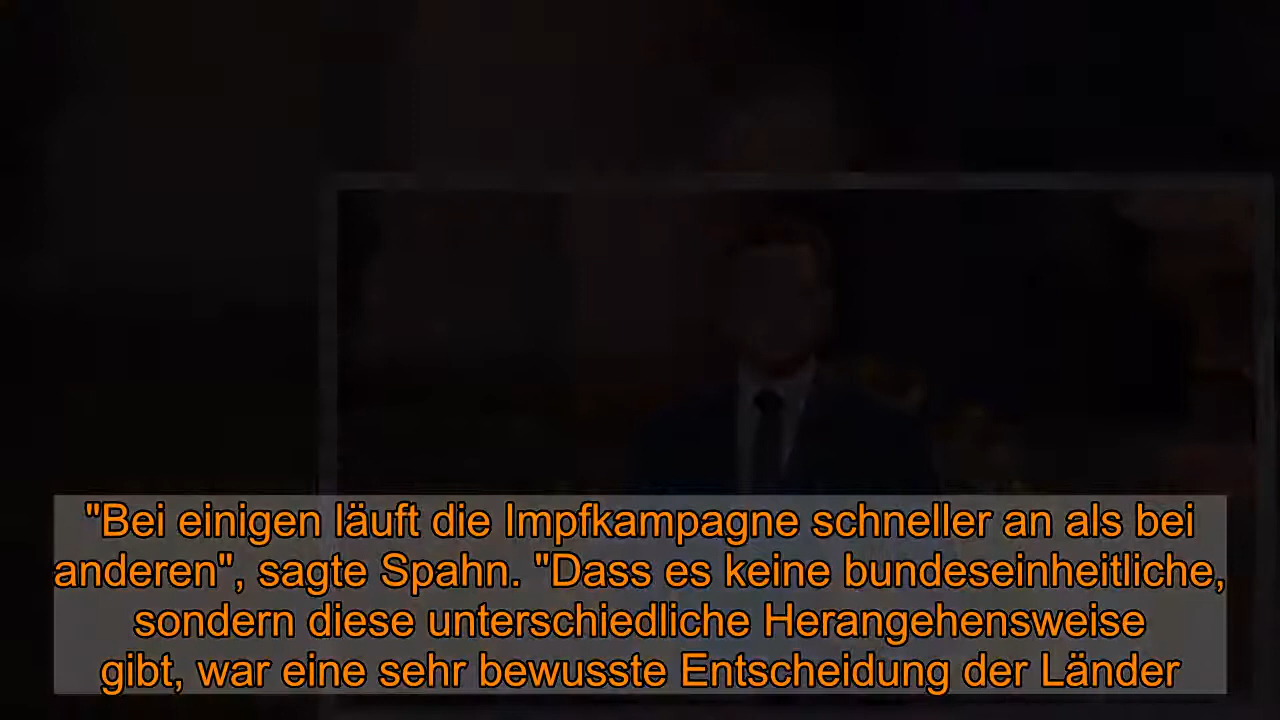 "Bei einigen läuft die Impfkampagne schneller an als bei
anderen", sagte Spahn. "Dass es keine bundeseinheitliche,
sondern diese unterschiedliche Herangehensweise
gibt, war eine sehr bewusste Entscheidung der Länder